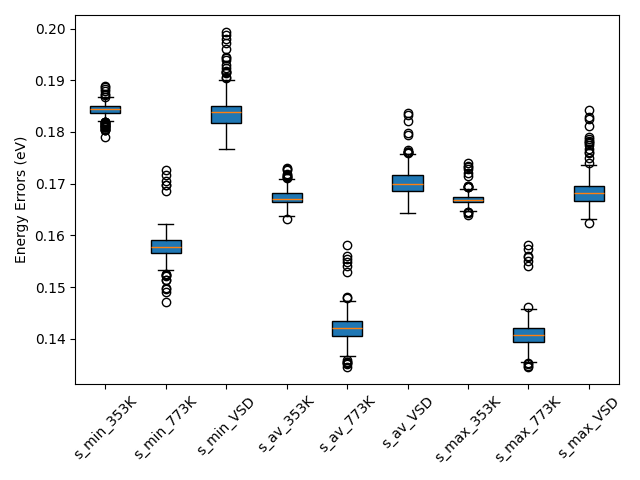 Energy Errors (eV)
0.20
0.19
0.18
0.17
0.16
0.15
0.14
s_min_353K
s_min_773K
s_min_VSD
s_av_353K
s_av_773K
s_av_VSD
s_max_353K
s_max_773K
s_max_VSD